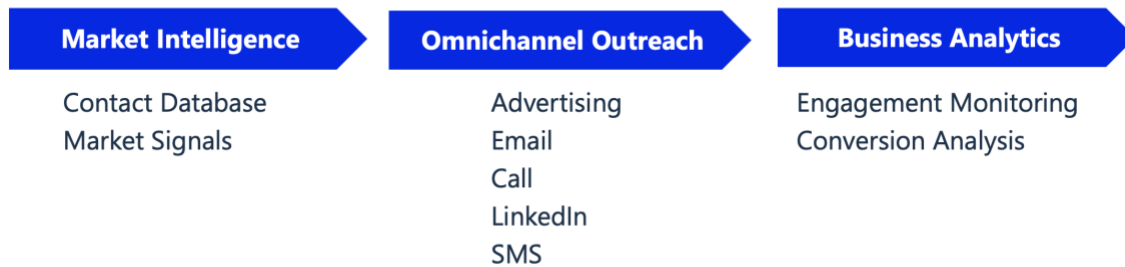 Market Intelligence
Contact Database
Market Signals
Omnichannel Outreach
Advertising
Email
Call
LinkedIn
SMS
Business Analytics
Engagement Monitoring
Conversion Analysis